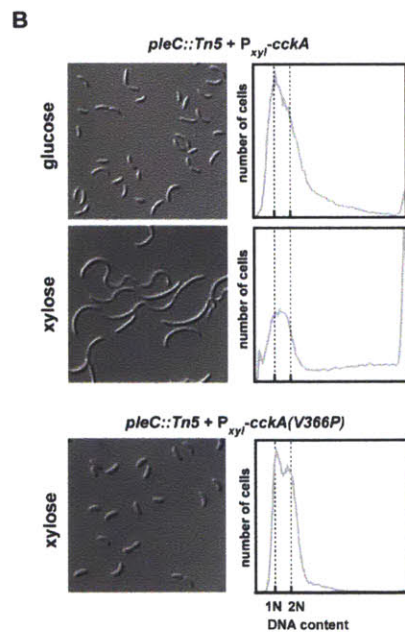 B
pleC::Tn5 + Pxyl-cckA
glucose
number of cells
xylose
number of cells
pleC::Tn5 + Pxyl-cckA(V366P)
xylose
number of cells
1N 2N
DNA content